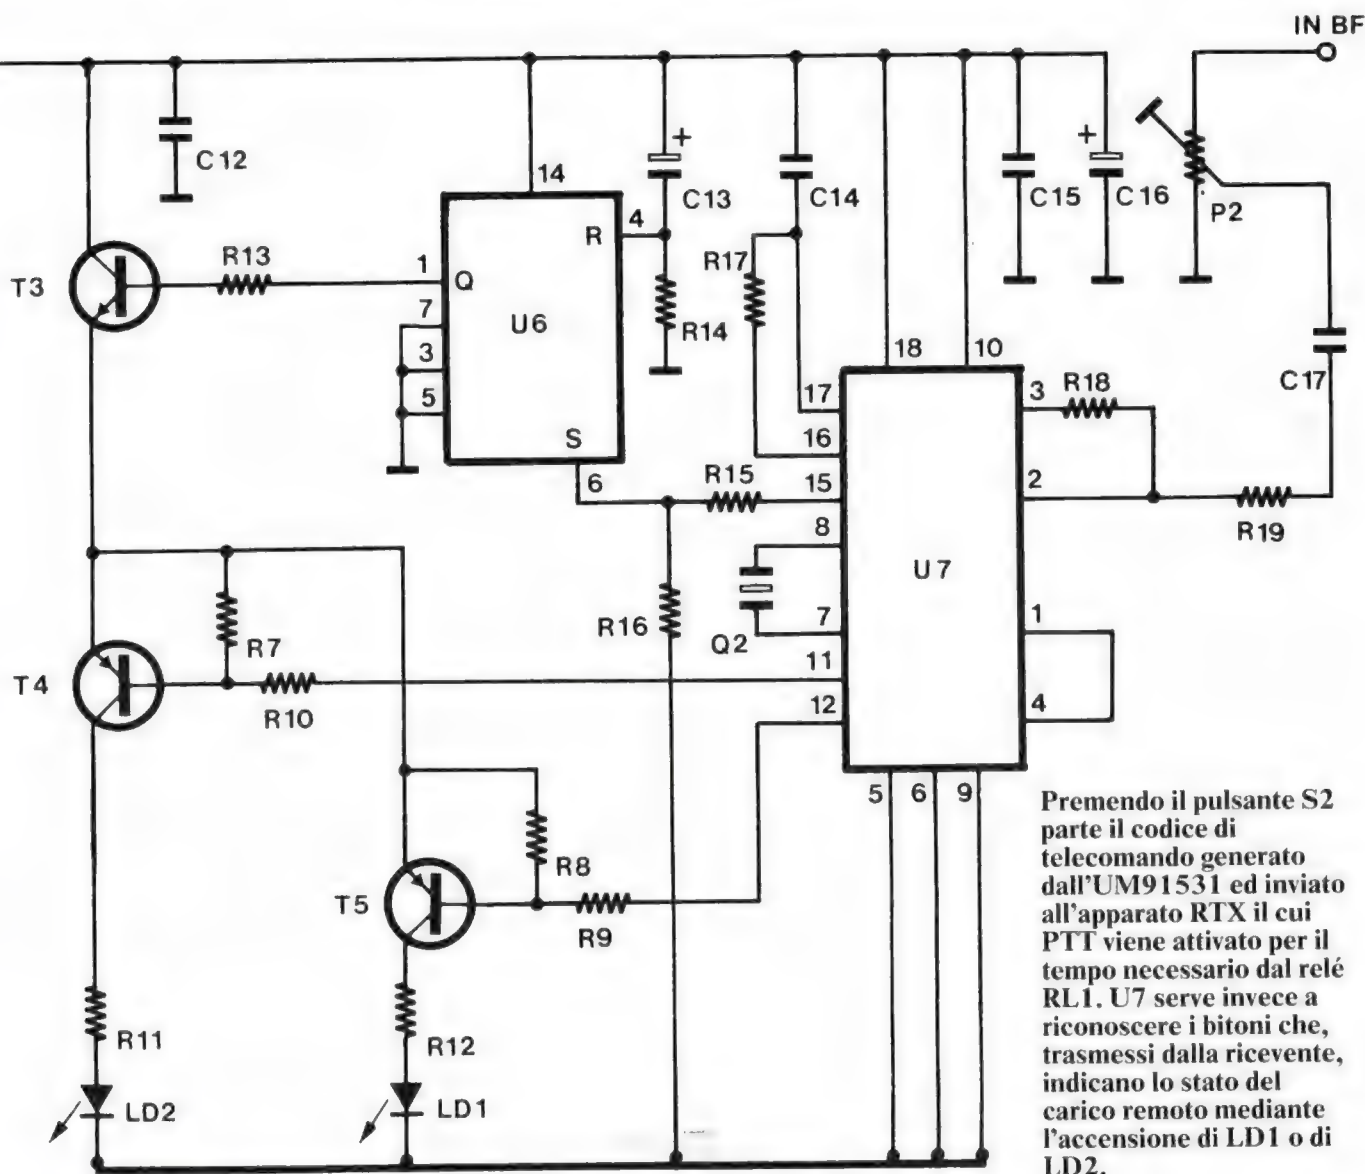 IN BF
C12
14
+
C13
C14
C15
+
C16
P2
4
R
R13
1
Q
T3
R17
7
U6
R14
3
18
10
C17
5
17
3
R18
S
16
6
R15
15
2
R19
8
U7
R7
R16
7
1
Q2
T4
11
R10
12
4
5
6
9
R8
T5
R9
R11
R12
LD2
LD1
Premendo il pulsante S2
parte il codice di
telecomando generato
dall'UM91531 ed inviato
all'apparato RTX il cui
PTT viene attivato per il
tempo necessario dal relé
RL1. U7 serve invece a
riconoscere i bitoni che,
trasmessi dalla ricevente,
indicano lo stato del
carico remoto mediante
l'accensione di LD1 o di
LD2.